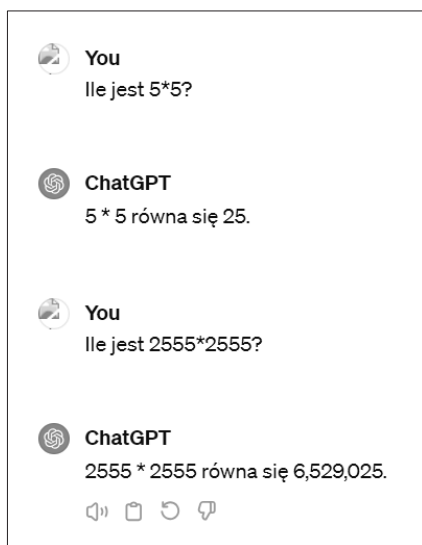 You
Ile jest 5*5?
ChatGPT
5 * 5 równa się 25.
You
Ile jest 2555*2555?
ChatGPT
2555 * 2555 równa się 6,529,025.